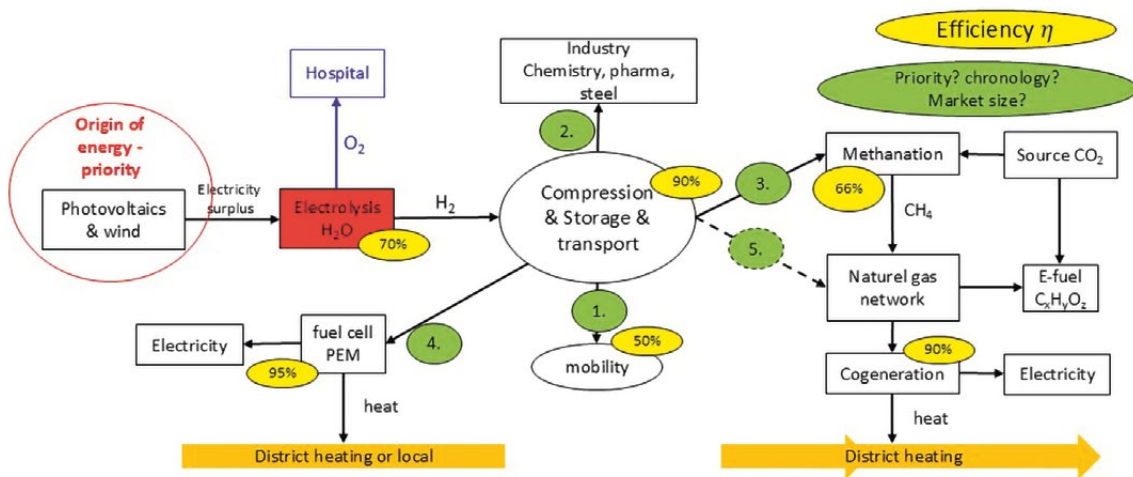 Efficiency η
Priority? chronology?
Market size?
Industry
Chemistry, pharma,
steel
Hospital
Origin of
energy -
priority
O₂
2.
Photovoltaics
& wind
Electricity
surplus
Electrolysis
H₂O
70%
H₂
Compression
& Storage &
transport
90%
3.
Methanation
66%
Source CO₂
CH₄
5.
Naturel gas
network
E-fuel
CₓHᵧO𝓏
Electricity
fuel cell
PEM
95%
4.
1.
50%
mobility
90%
Cogeneration
Electricity
heat
heat
District heating or local
District heating